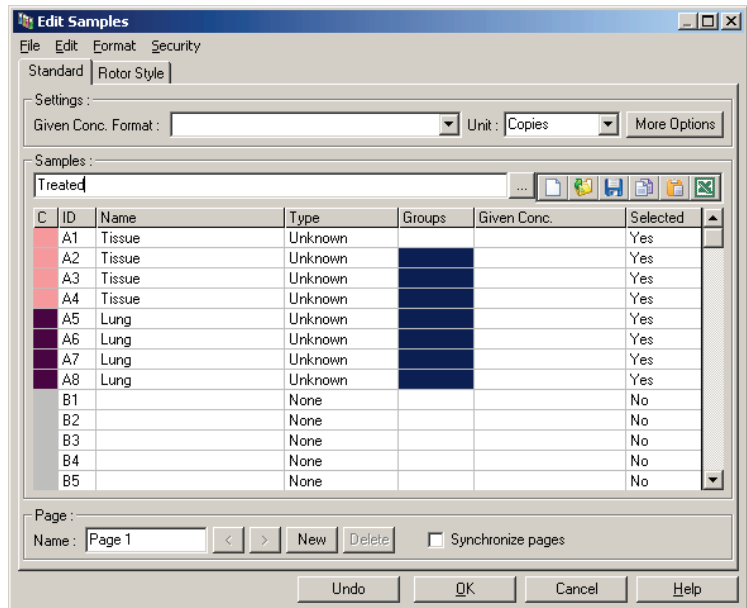 Edit Samples
File Edit Format Security
Standard Rotor Style
Settings :
Given Conc. Format : Unit : Copies More Options
Samples :
Treated ...
C ID Name Type Groups Given Conc. Selected
A1 Tissue Unknown Yes
A2 Tissue Unknown Yes
A3 Tissue Unknown Yes
A4 Tissue Unknown Yes
A5 Lung Unknown Yes
A6 Lung Unknown Yes
A7 Lung Unknown Yes
A8 Lung Unknown Yes
B1 None No
B2 None No
B3 None No
B4 None No
B5 None No
Page :
Name : Page 1 < > New Delete Synchronize pages
Undo OK Cancel Help